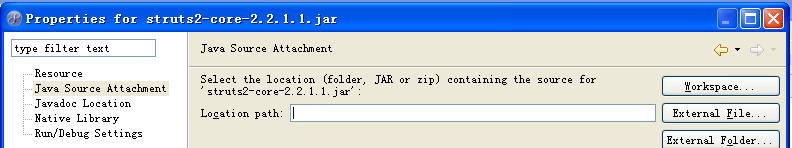 Properties for struts2-core-2.2.1.1.jar
type filter text
Resource
Java Source Attachment
Javadoc Location
Native Library
Run/Debug Settings
Java Source Attachment
Select the location (folder, JAR or zip) containing the source for
'struts2-core-2.2.1.1.jar':
Location path:
Workspace...
External File...
External Folder...